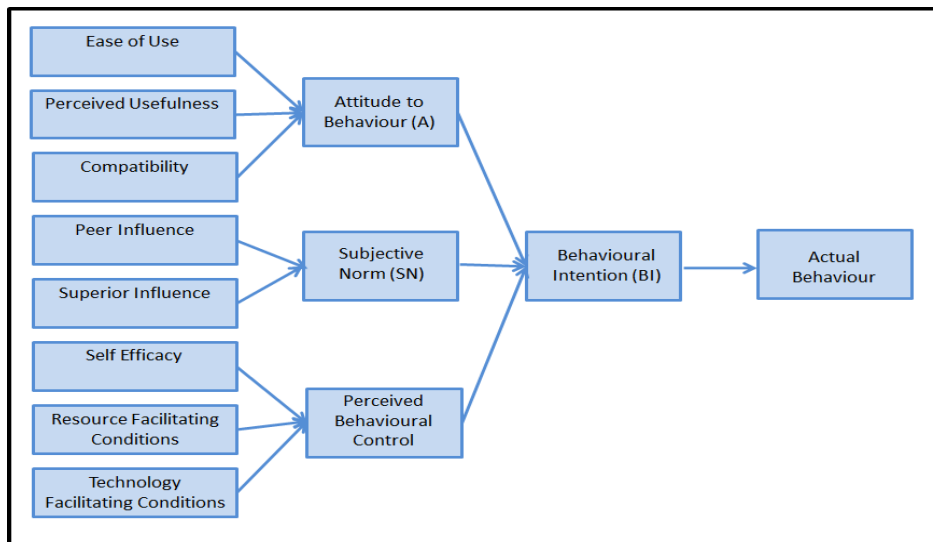 Ease of Use
Perceived Usefulness
Compatibility
Peer Influence
Superior Influence
Self Efficacy
Resource Facilitating
Conditions
Technology
Facilitating Conditions
Attitude to
Behaviour (A)
Subjective
Norm (SN)
Perceived
Behavioural
Control
Behavioural
Intention (BI)
Actual
Behaviour